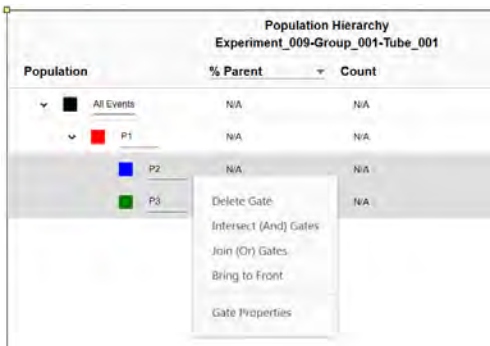 Population Hierarchy
Experiment_009-Group_001-Tube_001
Population % Parent Count
All Events N/A N/A
P1 N/A N/A
P2 N/A N/A
P3 N/A
Delete Gate
Intersect (And) Gates
Join (Or) Gates
Bring to Front
Gate Properties